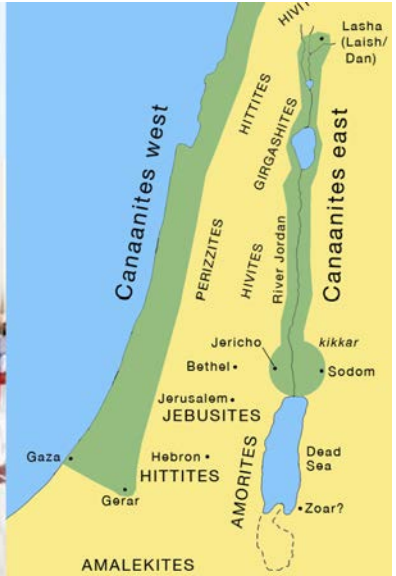 HIVIT
Lasha
(Laish/
Dan)
HITTITES
GIRGASHITES
Canaanites west
Canaanites east
PERIZZITES
HIVITES
River Jordan
Jericho
kikkar
Bethel
Sodom
Jerusalem
JEBUSITES
Gaza
Hebron
HITTITES
AMORITES
Dead
Sea
Gerar
Zoar?
AMALEKITES